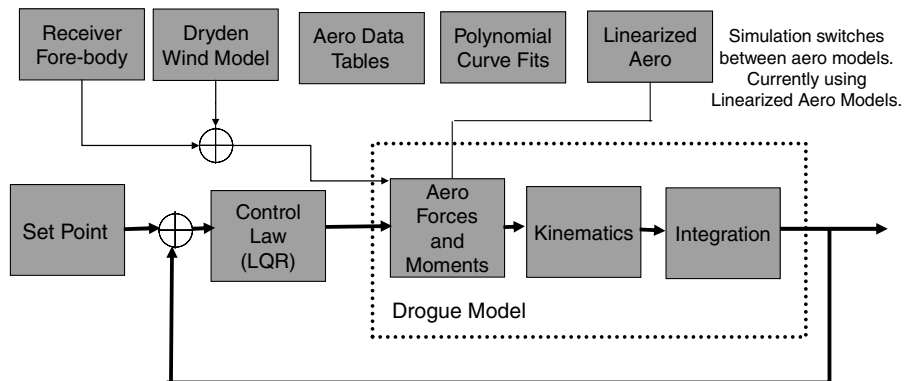 Receiver
Fore-body
Dryden
Wind Model
Aero Data
Tables
Polynomial
Curve Fits
Linearized
Aero
Simulation switches
between aero models.
Currently using
Linearized Aero Models.
Set Point
Control
Law
(LQR)
Aero
Forces
and
Moments
Kinematics
Integration
Drogue Model